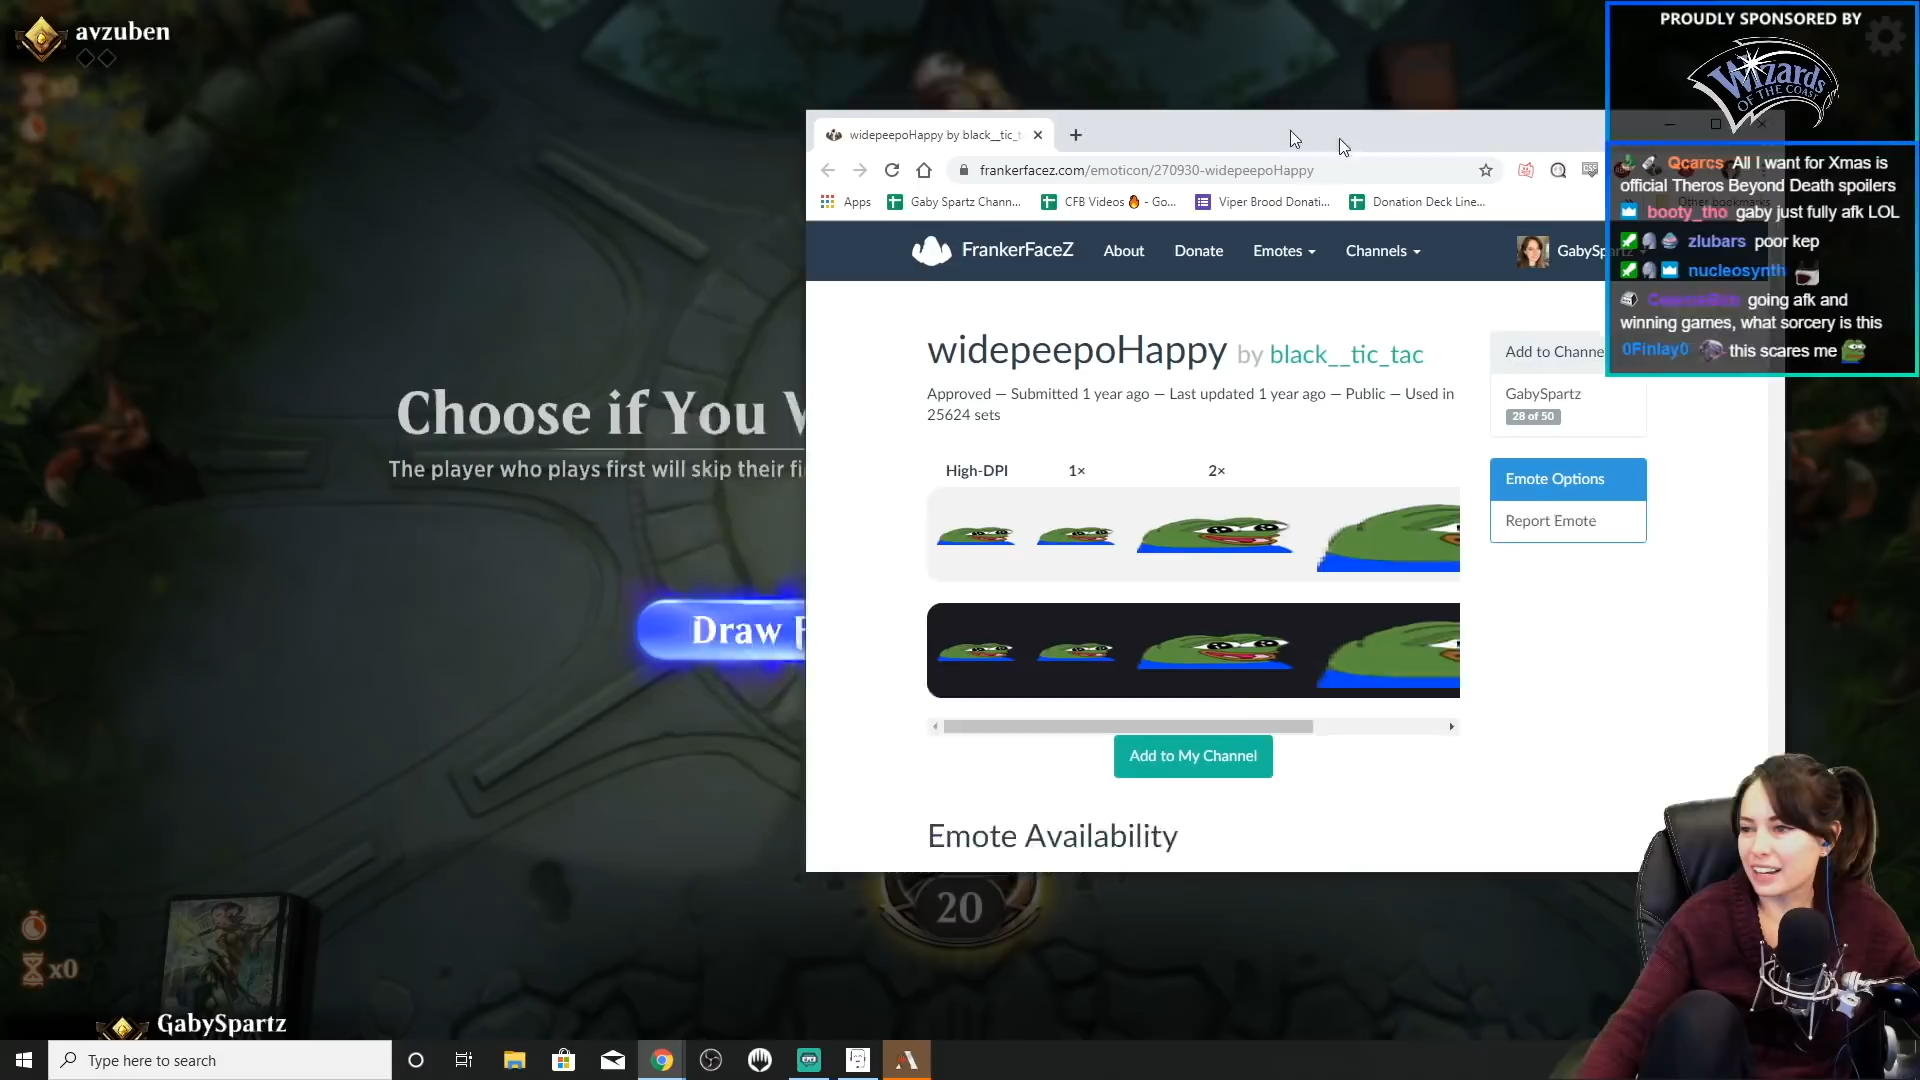 avzuben
PROUDLY SPONSORED BY
Wizards
OF THE COAST
widepeepoHappy by black__tic_t
frankerfacez.com/emoticon/270930-widepeepoHappy
Apps
Gaby Spartz Chann...
CFB Videos - Go...
Viper Brood Donati...
Donation Deck Line...
Other bookmarks
Qcarcs All I want for Xmas is
official Theros Beyond Death spoilers
booty_tho gaby just fully afk LOL
zlubars poor kep
nucleosynth
going afk and
winning games, what sorcery is this
0Finlay0 this scares me
FrankerFaceZ
About
Donate
Emotes
Channels
GabySpartz
widepeepoHappy by black__tic_tac
Approved — Submitted 1 year ago — Last updated 1 year ago — Public — Used in
25624 sets
Add to Channe
GabySpartz
28 of 50
Emote Options
Report Emote
High-DPI
1×
2×
Add to My Channel
Emote Availability
Choose if You W
The player who plays first will skip their fi
Draw F
20
x0
GabySpartz
Type here to search